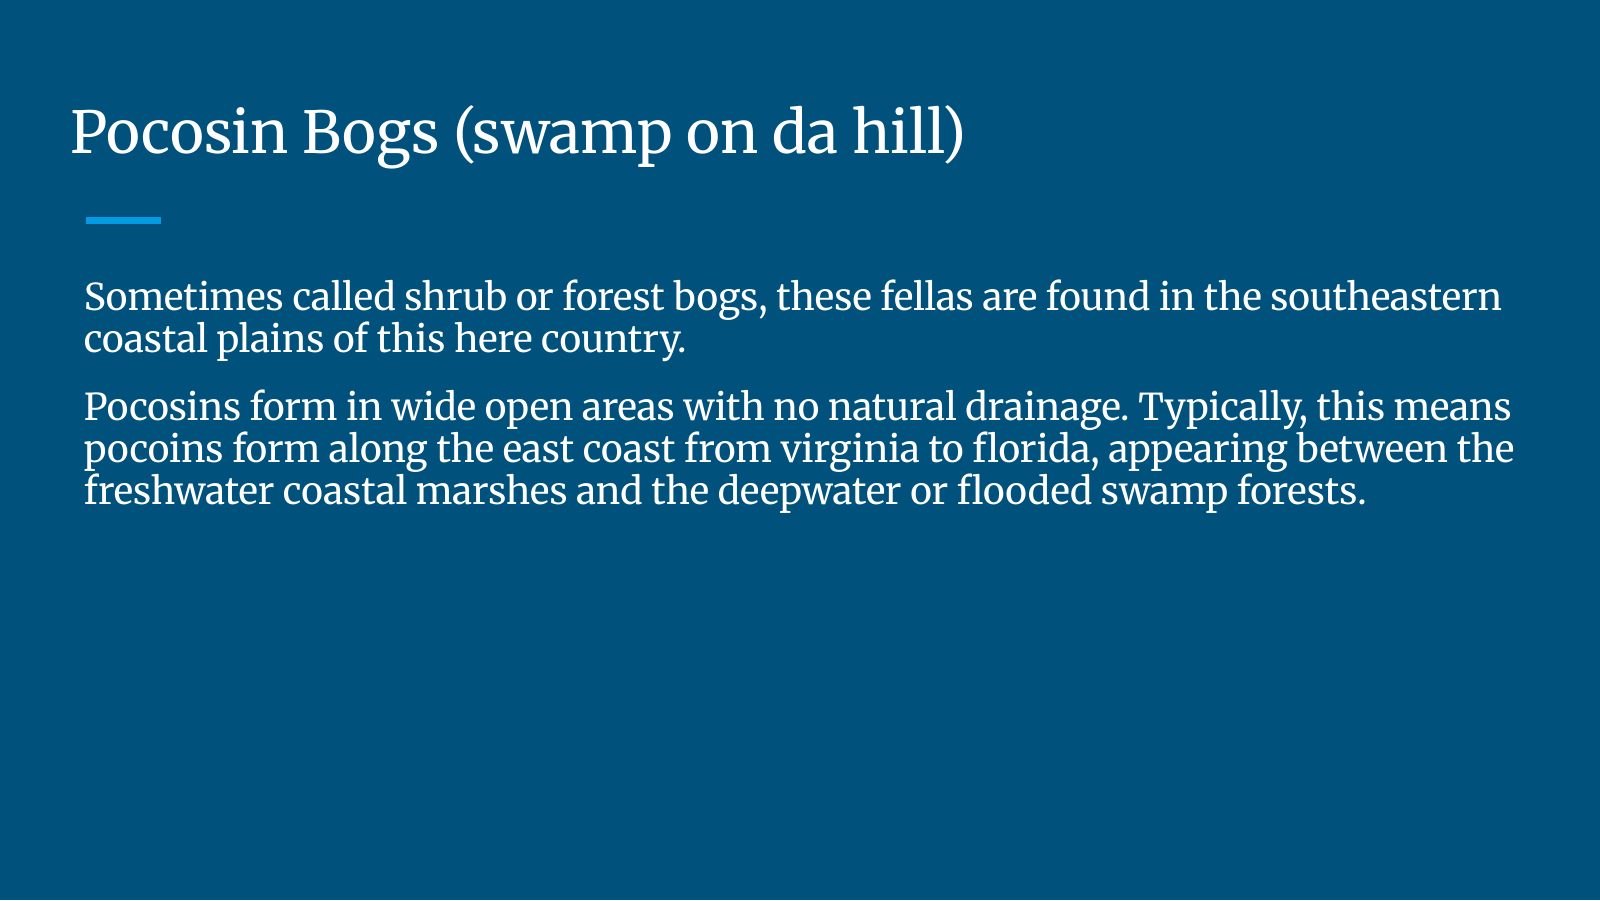 Pocosin Bogs (swamp on da hill)
Sometimes called shrub or forest bogs, these fellas are found in the southeastern
coastal plains of this here country.
Pocosins form in wide open areas with no natural drainage. Typically, this means
pocoins form along the east coast from virginia to florida, appearing between the
freshwater coastal marshes and the deepwater or flooded swamp forests.